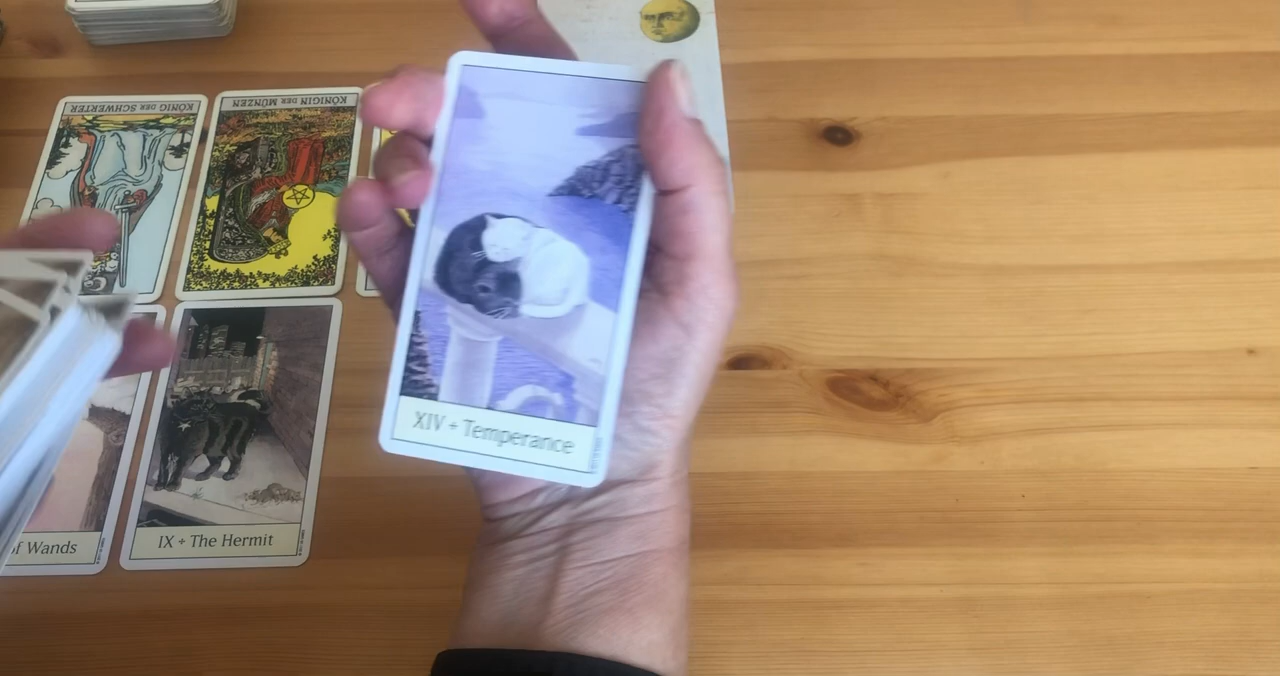 KÖNIG DER SCHWERTER
KÖNIGIN DER MÜNZEN
XIV + Temperance
of Wands
IX + The Hermit